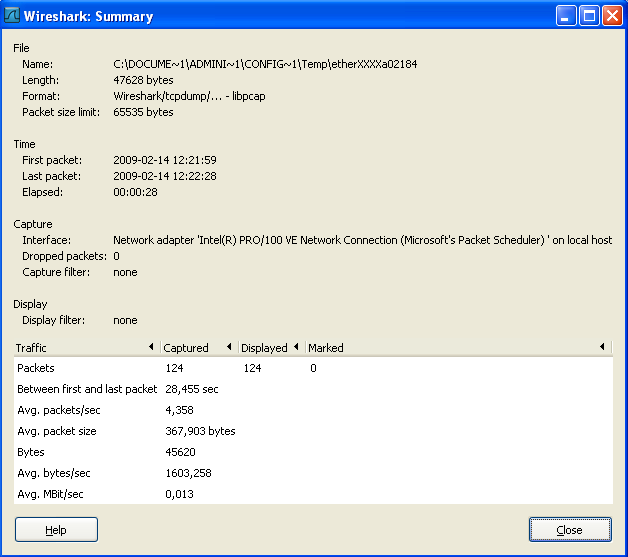 Wireshark: Summary
File
Name: C:\DOCUME~1\ADMINI~1\CONFIG~1\Temp\etherXXXXa02184
Length: 47628 bytes
Format: Wireshark/tcpdump/... - libpcap
Packet size limit: 65535 bytes
Time
First packet: 2009-02-14 12:21:59
Last packet: 2009-02-14 12:22:28
Elapsed: 00:00:28
Capture
Interface: Network adapter 'Intel(R) PRO/100 VE Network Connection (Microsoft's Packet Scheduler) ' on local host
Dropped packets: 0
Capture filter: none
Display
Display filter: none
Traffic Captured Displayed Marked
Packets 124 124 0
Between first and last packet 28,455 sec
Avg. packets/sec 4,358
Avg. packet size 367,903 bytes
Bytes 45620
Avg. bytes/sec 1603,258
Avg. MBit/sec 0,013
Help Close